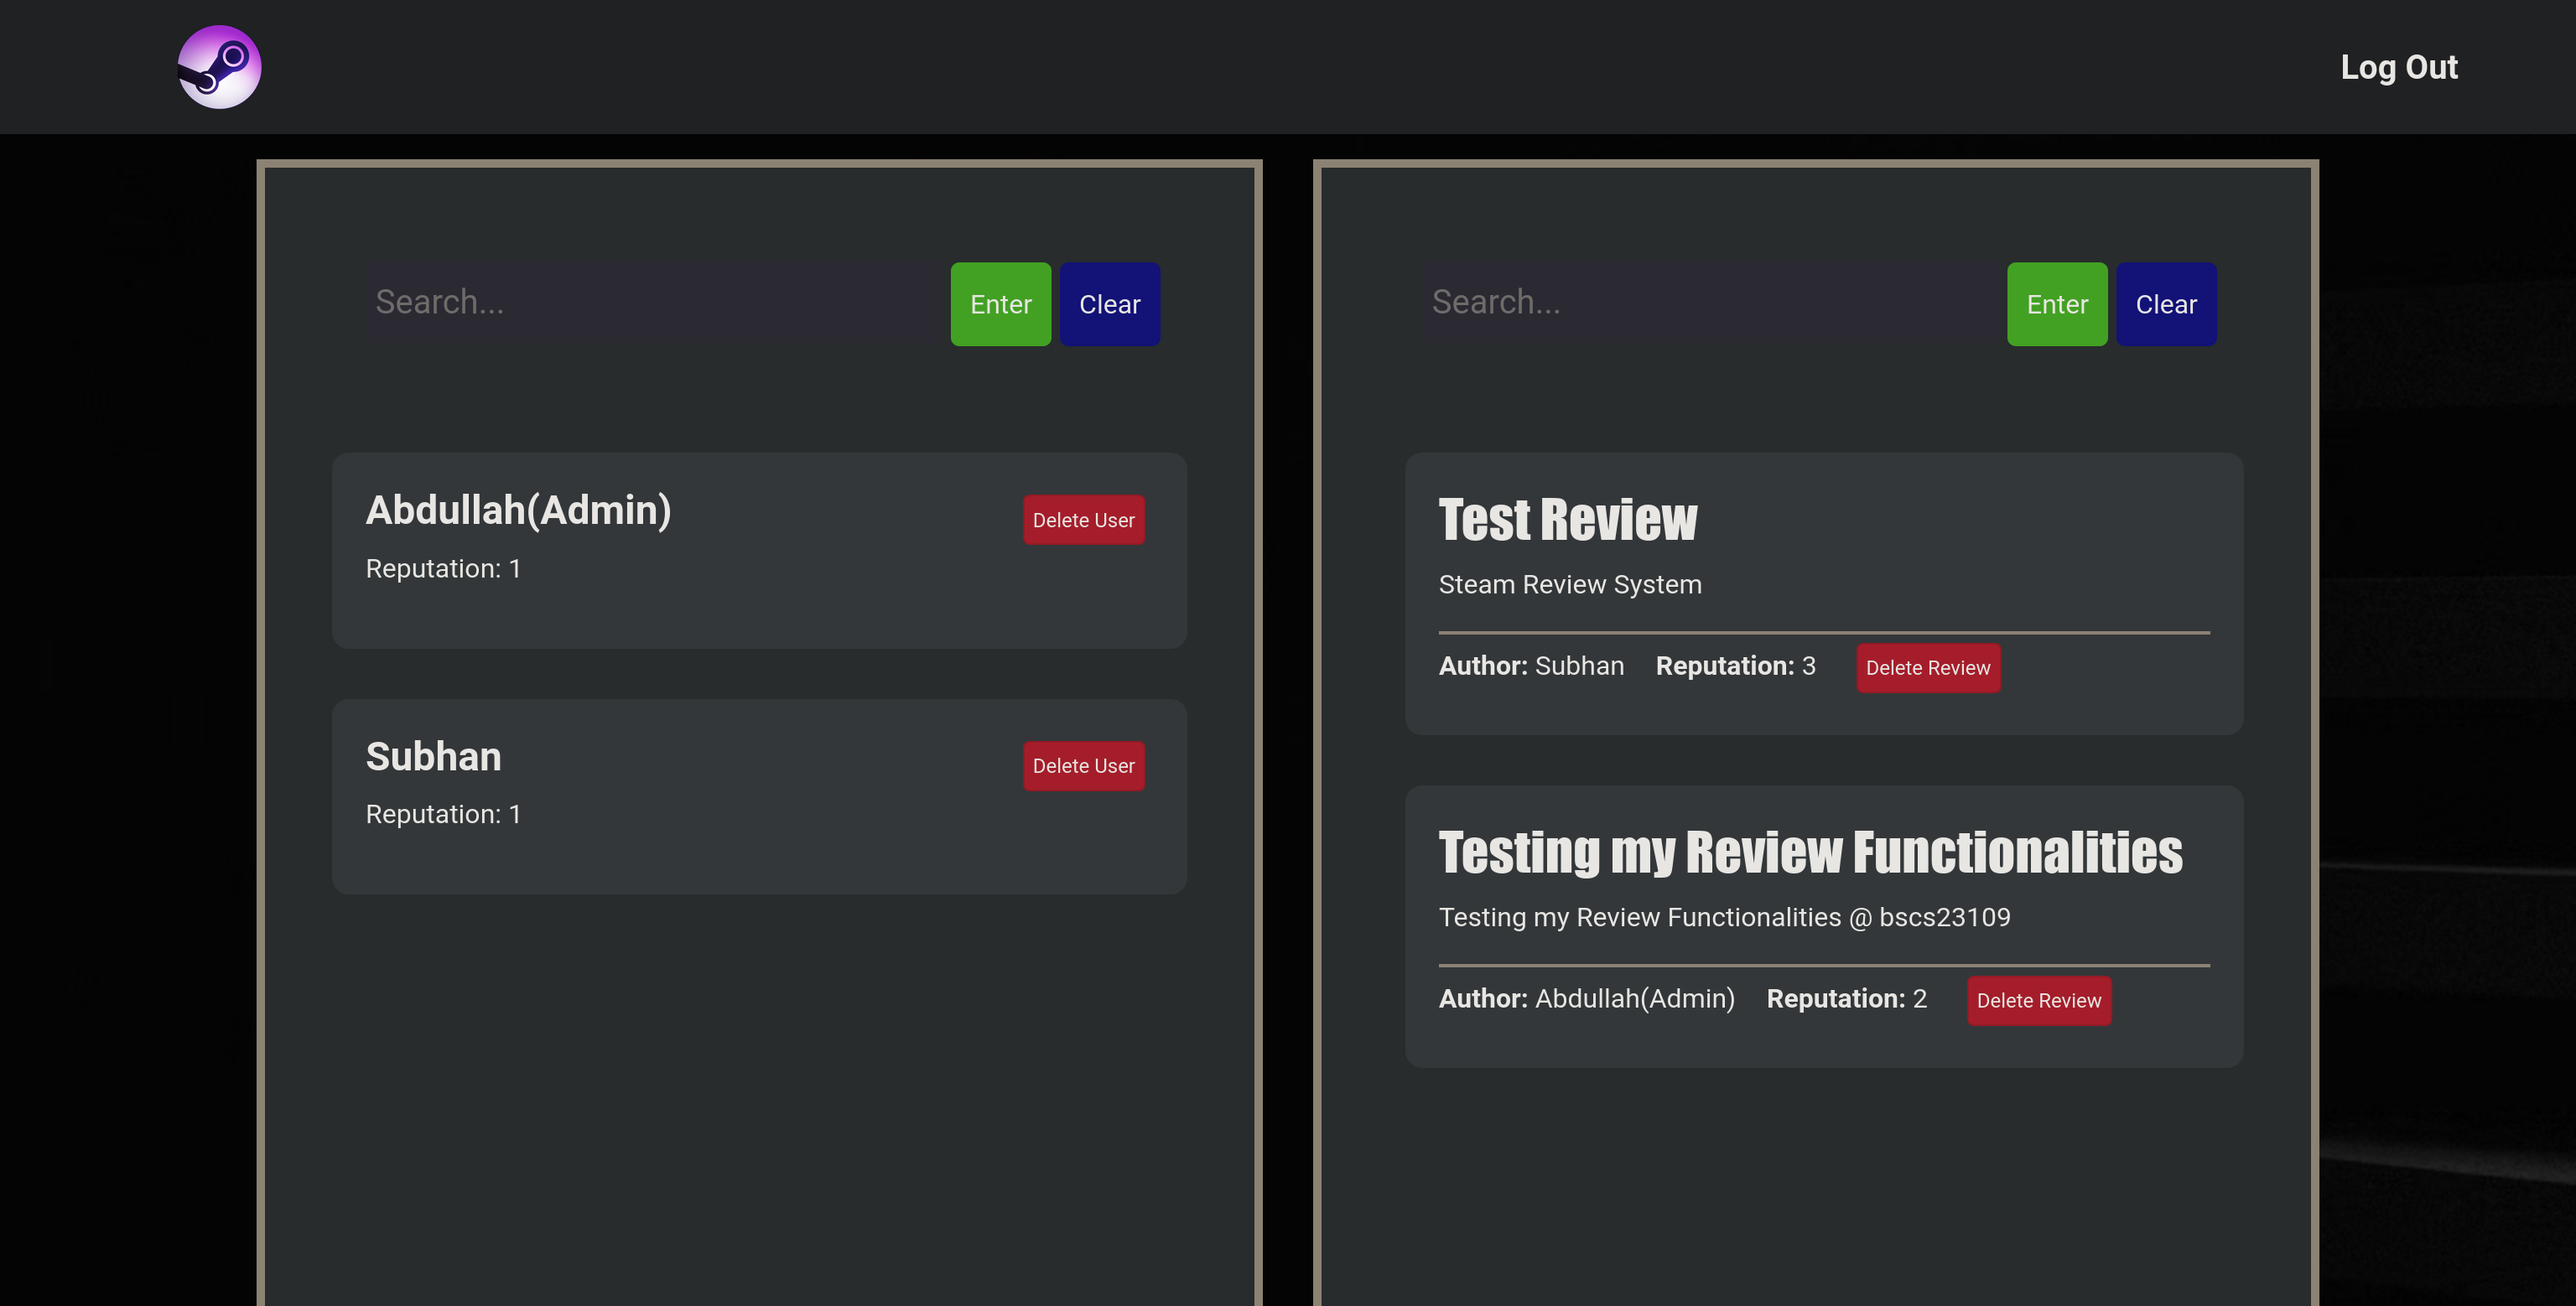 Log Out
Search...
Enter
Clear
Abdullah(Admin)
Delete User
Reputation: 1
Subhan
Delete User
Reputation: 1
Search...
Enter
Clear
Test Review
Steam Review System
Author: Subhan Reputation: 3 Delete Review
Testing my Review Functionalities
Testing my Review Functionalities @ bscs23109
Author: Abdullah(Admin) Reputation: 2 Delete Review